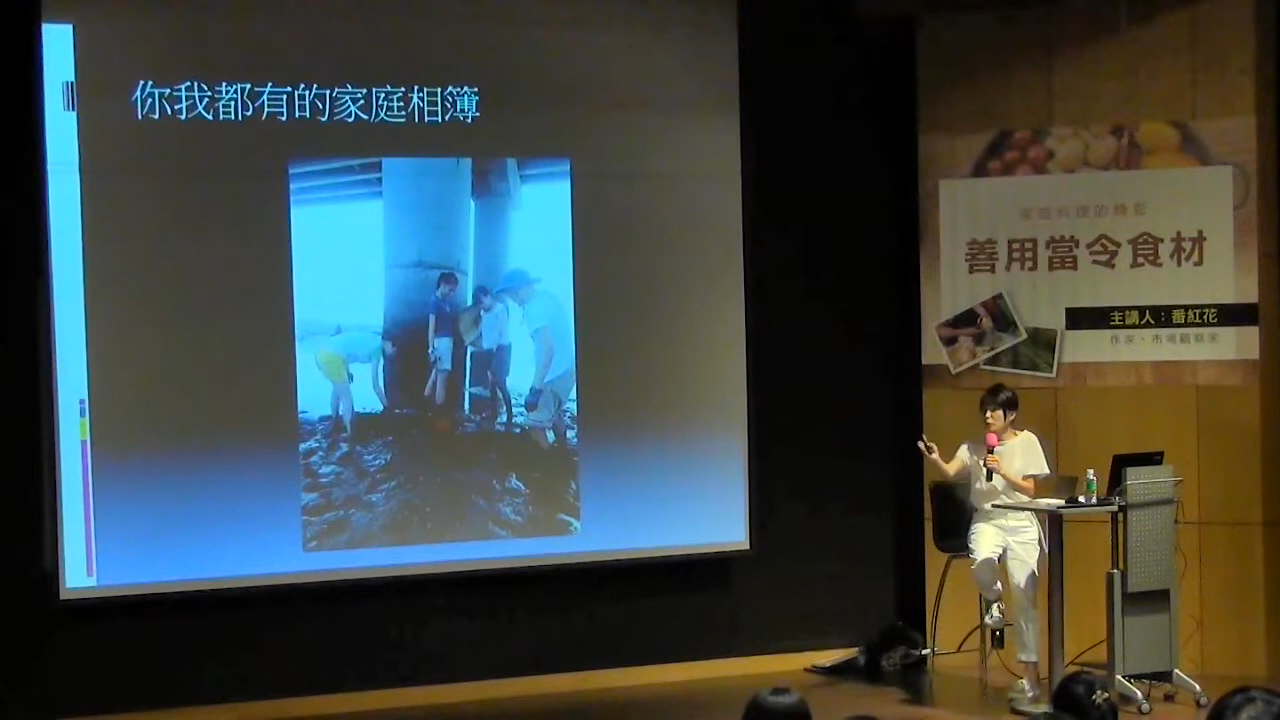 你我都有的家庭相簿
善用當令食材
主講人：番紅花
作家、市場觀察家